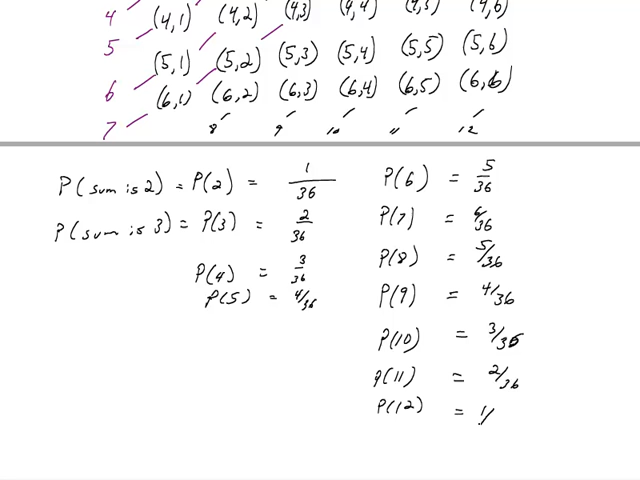 4 (4,1) (4,2) (4,3) (4,4) (4,5) (4,6)
5 (5,1) (5,2) (5,3) (5,4) (5,5) (5,6)
6 (6,1) (6,2) (6,3) (6,4) (6,5) (6,6)
7 8 9 10 11 12
P(sum is 2) = P(2) = 1/36
P(sum is 3) = P(3) = 2/36
P(4) = 3/36
P(5) = 4/36
P(6) = 5/36
P(7) = 6/36
P(8) = 5/36
P(9) = 4/36
P(10) = 3/36
P(11) = 2/36
P(12) = 1/